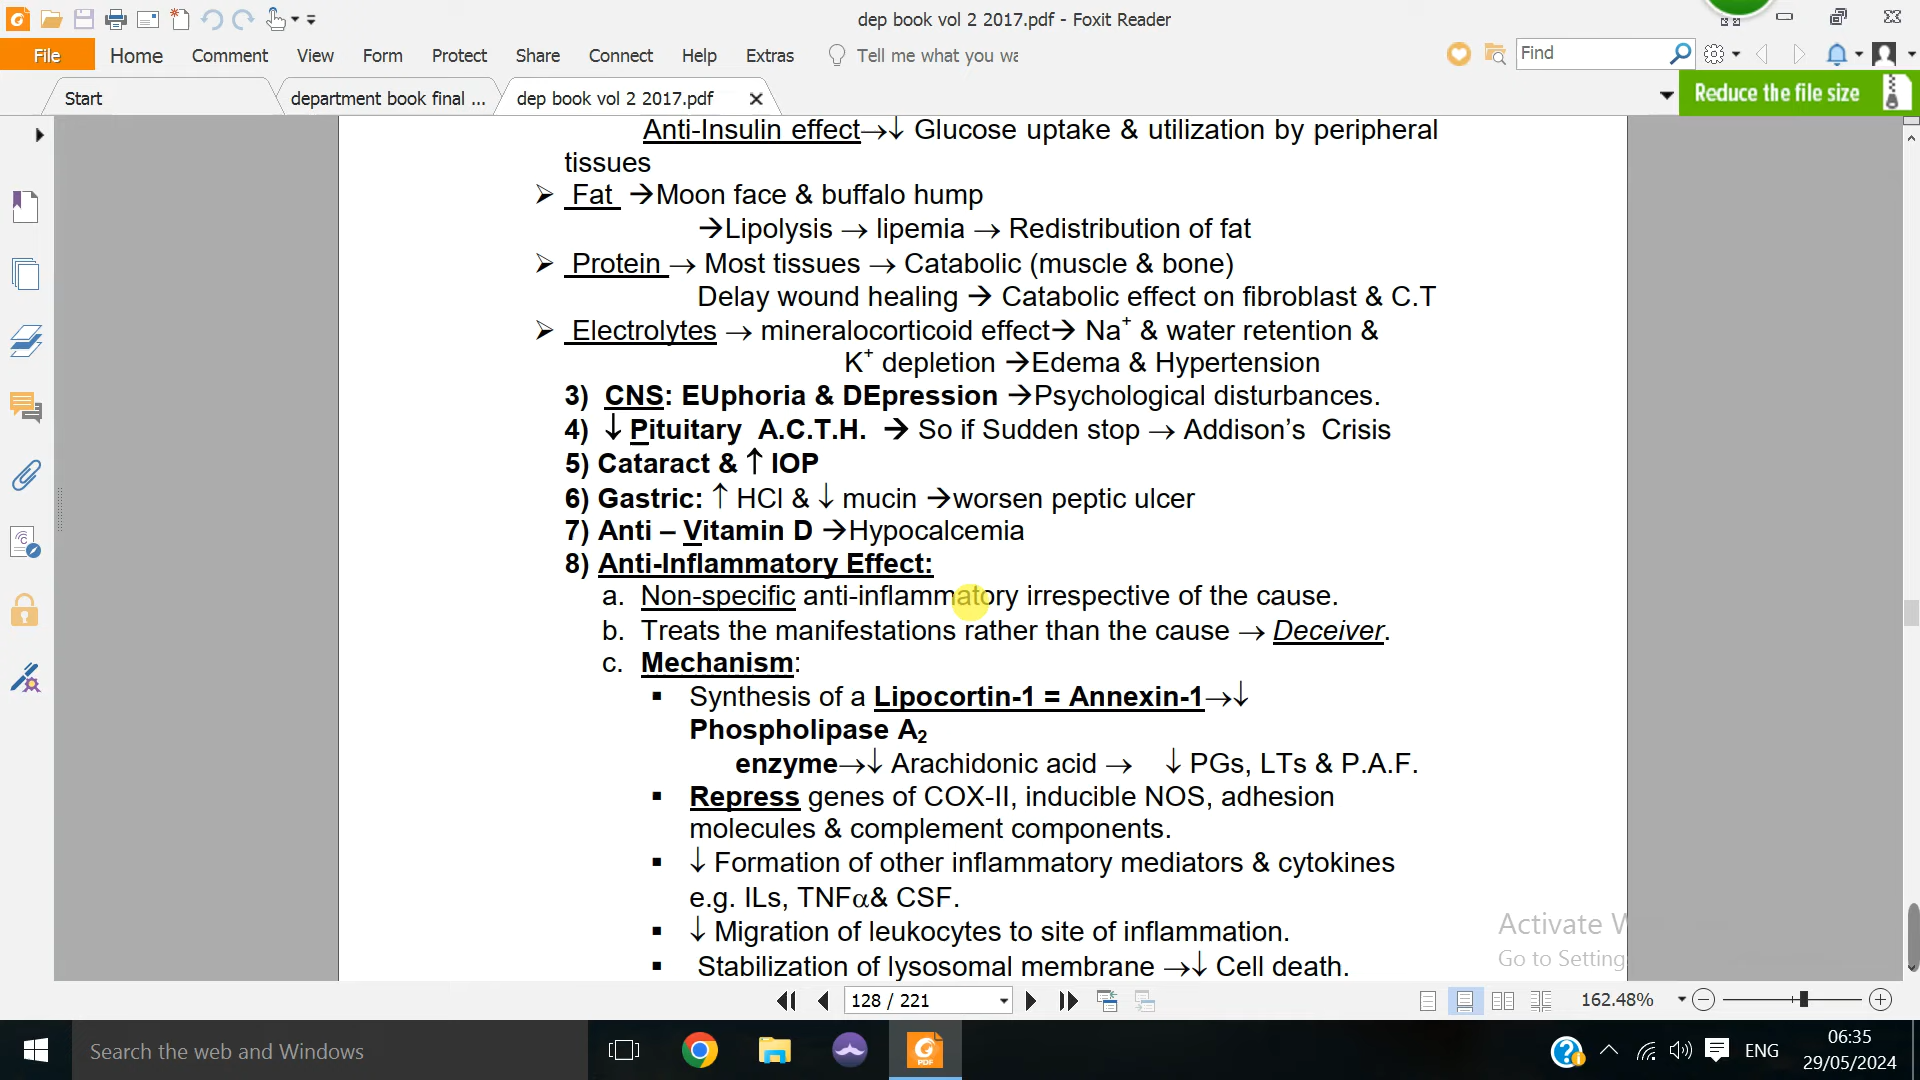 dep book vol 2 2017.pdf - Foxit Reader
File Home Comment View Form Protect Share Connect Help Extras Tell me what you wa Find
Start department book final ... dep book vol 2 2017.pdf Reduce the file size
Anti-Insulin effect→↓ Glucose uptake & utilization by peripheral
tissues
➢ Fat →Moon face & buffalo hump
→Lipolysis → lipemia → Redistribution of fat
➢ Protein → Most tissues → Catabolic (muscle & bone)
Delay wound healing → Catabolic effect on fibroblast & C.T
➢ Electrolytes → mineralocorticoid effect→ Na⁺ & water retention &
K⁺ depletion →Edema & Hypertension
3) CNS: EUphoria & DEpression →Psychological disturbances.
4) ↓ Pituitary A.C.T.H. → So if Sudden stop → Addison’s Crisis
5) Cataract & ↑ IOP
6) Gastric: ↑ HCl & ↓ mucin →worsen peptic ulcer
7) Anti – Vitamin D →Hypocalcemia
8) Anti-Inflammatory Effect:
a. Non-specific anti-inflammatory irrespective of the cause.
b. Treats the manifestations rather than the cause → Deceiver.
c. Mechanism:
▪ Synthesis of a Lipocortin-1 = Annexin-1→↓
Phospholipase A₂
enzyme→↓ Arachidonic acid → ↓ PGs, LTs & P.A.F.
▪ Repress genes of COX-II, inducible NOS, adhesion
molecules & complement components.
▪ ↓ Formation of other inflammatory mediators & cytokines
e.g. ILs, TNFα& CSF.
▪ ↓ Migration of leukocytes to site of inflammation.
▪ Stabilization of lysosomal membrane →↓ Cell death.
Activate W
Go to Setting
128 / 221 162.48%
Search the web and Windows
PDF
ENG
06:35
29/05/2024